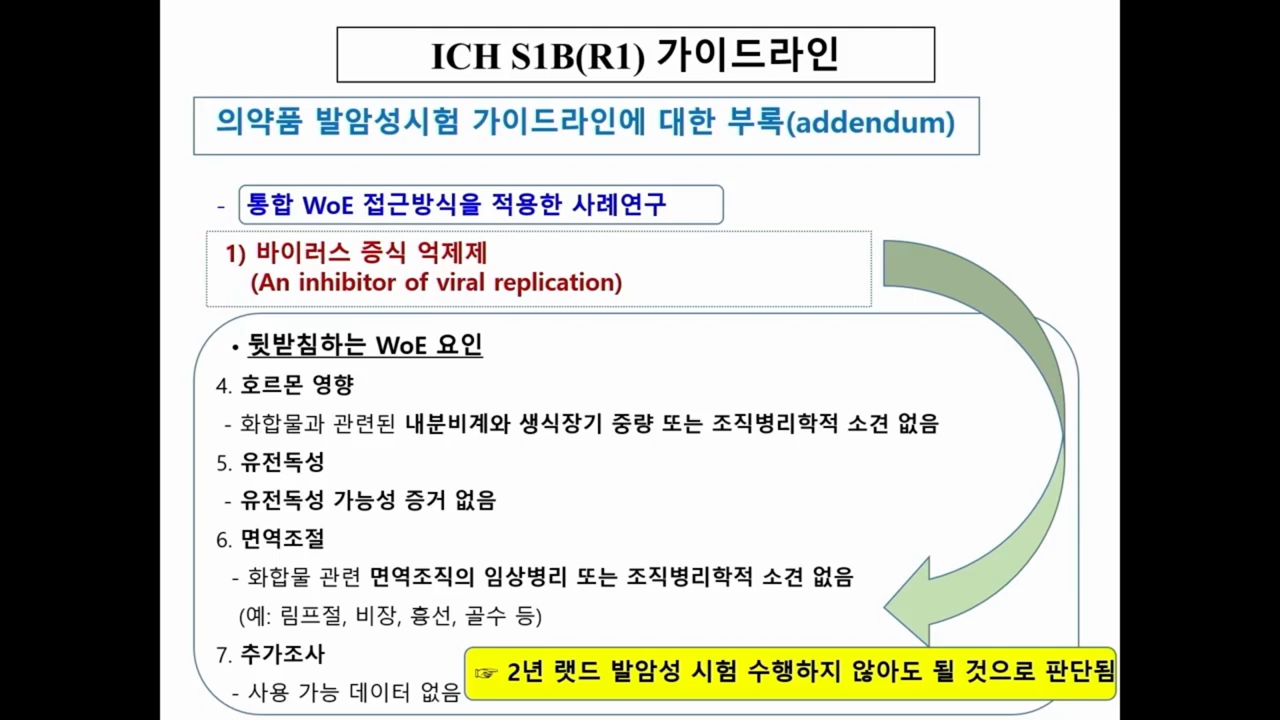 ICH S1B(R1) 가이드라인
의약품 발암성시험 가이드라인에 대한 부록(addendum)
- 통합 WoE 접근방식을 적용한 사례연구
1) 바이러스 증식 억제제
(An inhibitor of viral replication)
• 뒷받침하는 WoE 요인
4. 호르몬 영향
- 화합물과 관련된 내분비계와 생식장기 중량 또는 조직병리학적 소견 없음
5. 유전독성
- 유전독성 가능성 증거 없음
6. 면역조절
- 화합물 관련 면역조직의 임상병리 또는 조직병리학적 소견 없음
(예: 림프절, 비장, 흉선, 골수 등)
7. 추가조사
- 사용 가능 데이터 없음
☞ 2년 랫드 발암성 시험 수행하지 않아도 될 것으로 판단됨